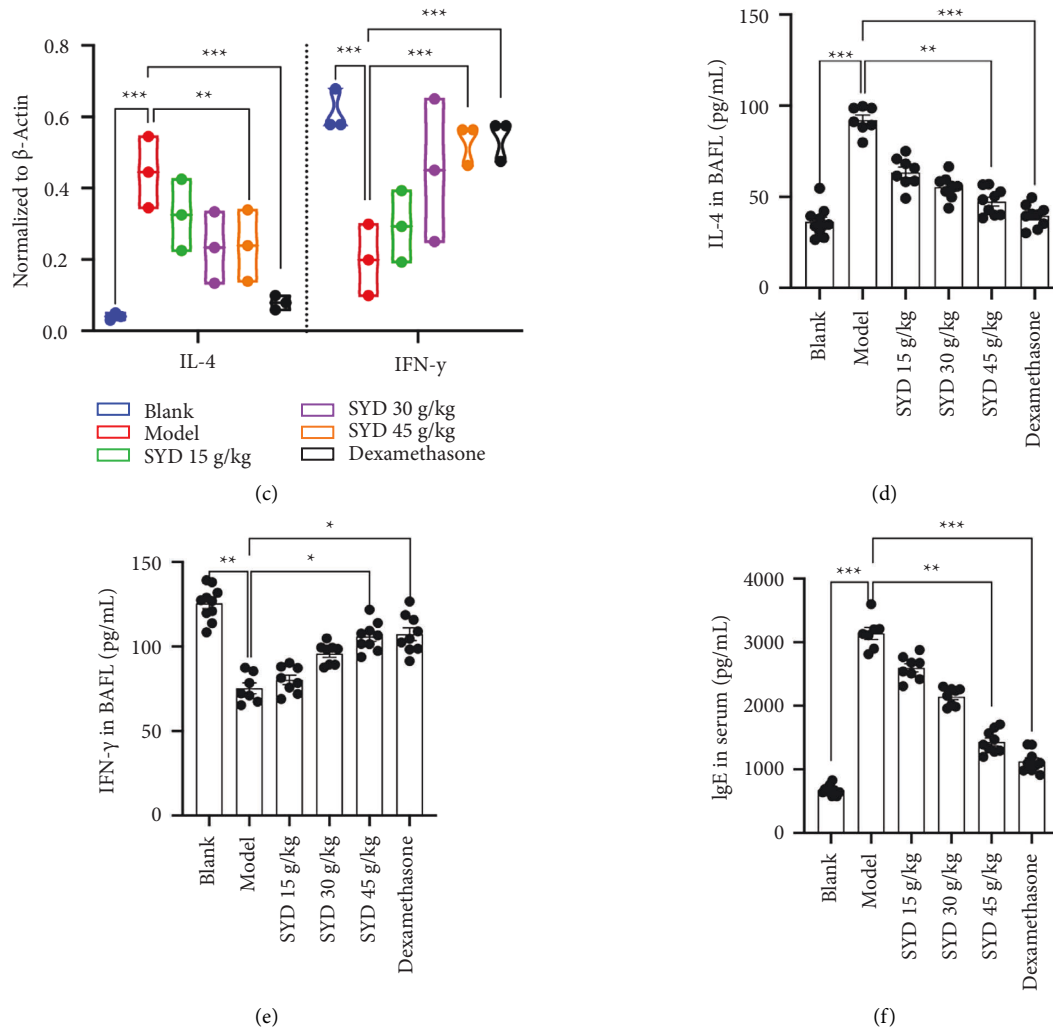 ***
***
***
***
***
***
**
0.8
0.6
0.4
0.2
0.0
Normalized to β-Actin
IL-4
IFN-y
Blank
Model
SYD 15 g/kg
SYD 30 g/kg
SYD 45 g/kg
Dexamethasone
(c)
***
***
**
150
100
50
0
IL-4 in BAFL (pg/mL)
Blank
Model
SYD 15 g/kg
SYD 30 g/kg
SYD 45 g/kg
Dexamethasone
(d)
*
**
*
150
100
50
0
IFN-γ in BAFL (pg/mL)
Blank
Model
SYD 15 g/kg
SYD 30 g/kg
SYD 45 g/kg
Dexamethasone
(e)
***
***
**
4000
3000
2000
1000
0
lgE in serum (pg/mL)
Blank
Model
SYD 15 g/kg
SYD 30 g/kg
SYD 45 g/kg
Dexamethasone
(f)